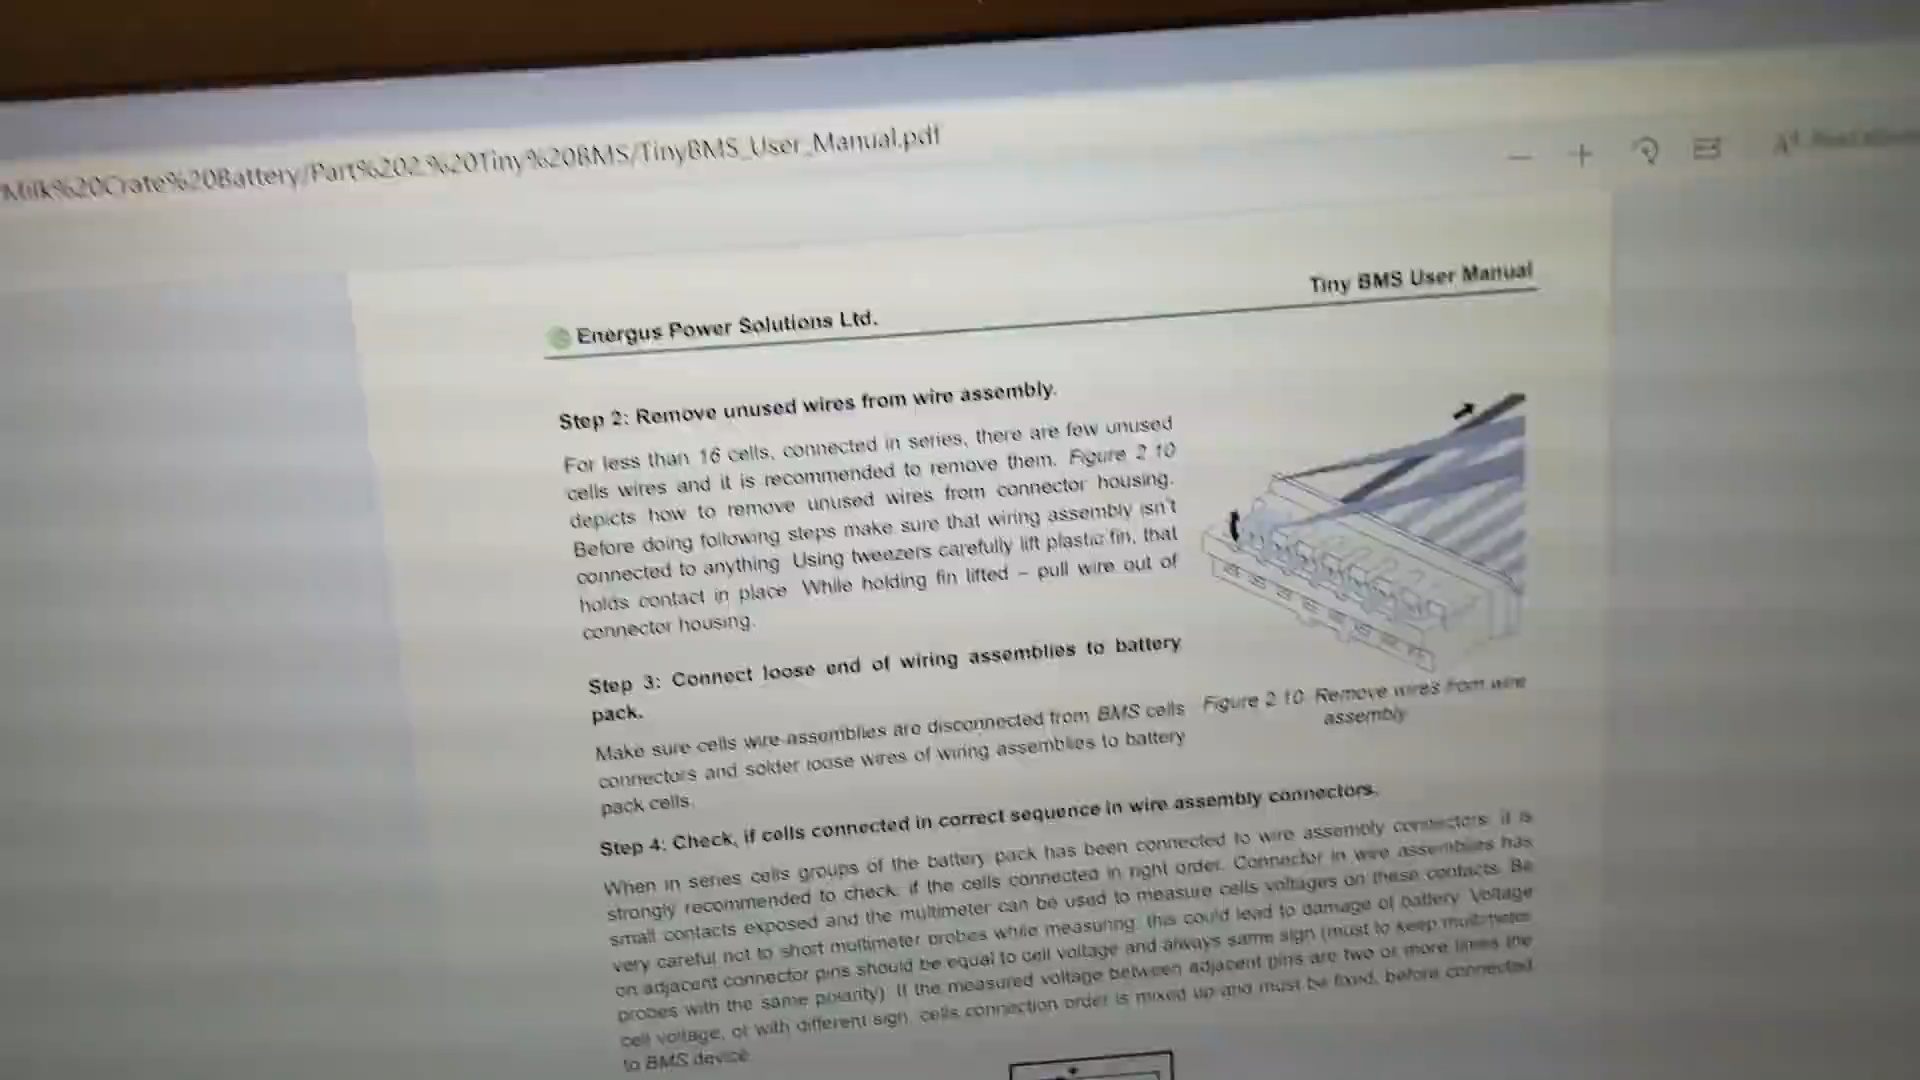 Milk%20Crate%20Battery/Part%202.%20Tiny%20BMS/TinyBMS_User_Manual.pdf
Energus Power Solutions Ltd.
Tiny BMS User Manual
Step 2: Remove unused wires from wire assembly.
For less than 16 cells, connected in series, there are few unused
cells wires and it is recommended to remove them. Figure 2.10
depicts how to remove unused wires from connector housing.
Before doing following steps make sure that wiring assembly isn't
connected to anything. Using tweezers carefully lift plastic fin, that
holds contact in place. While holding fin lifted – pull wire out of
connector housing.
Step 3: Connect loose end of wiring assemblies to battery
pack.
Make sure cells wire assemblies are disconnected from BMS cells
connectors and solder loose wires of wiring assemblies to battery
pack cells.
Figure 2.10. Remove wires from wire
assembly
Step 4: Check, if cells connected in correct sequence in wire assembly connectors.
When in series cells groups of the battery pack has been connected to wire assembly connectors it is
strongly recommended to check, if the cells connected in right order. Connector in wire assemblies has
small contacts exposed and the multimeter can be used to measure cells voltages on these contacts. Be
very careful not to short multimeter probes while measuring, this could lead to damage of battery. Voltage
on adjacent connector pins should be equal to cell voltage and always same sign (must to keep multimeter
probes with the same polarity). If the measured voltage between adjacent pins are two or more times the
cell voltage, or with different sign, cells connection order is mixed up and must be fixed, before connected
to BMS device.